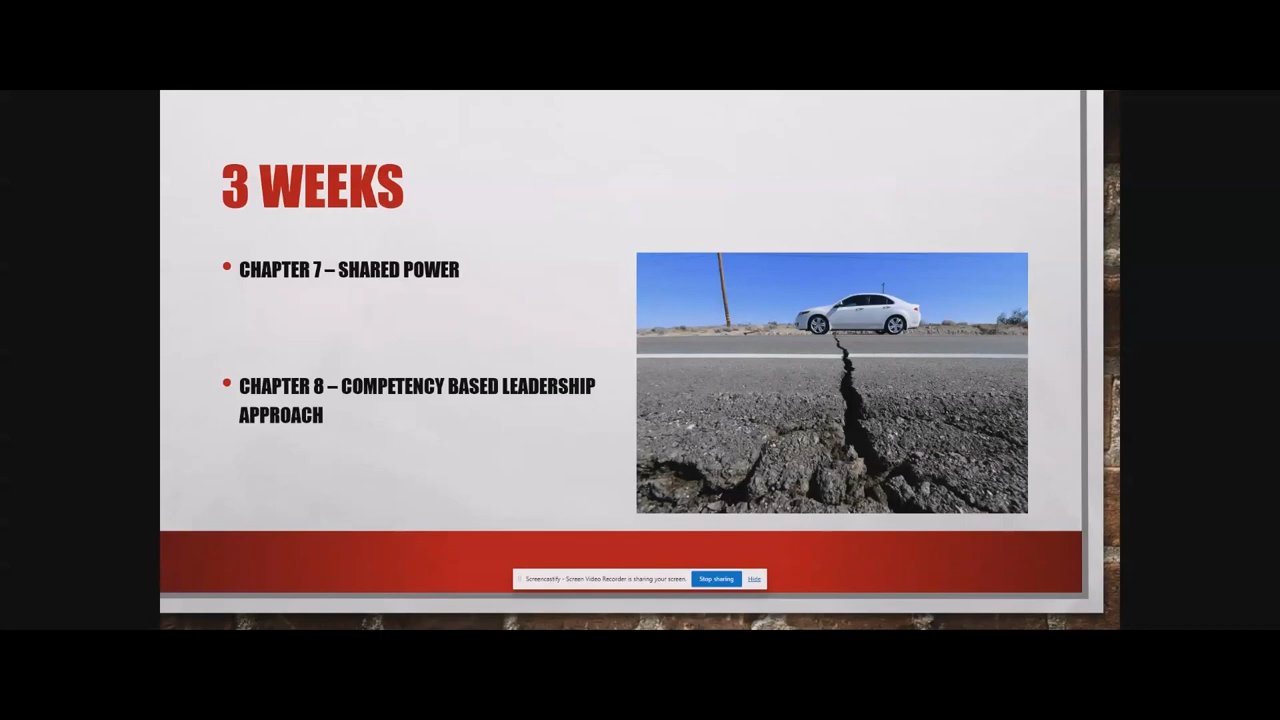 3 WEEKS
• CHAPTER 7 – SHARED POWER
• CHAPTER 8 – COMPETENCY BASED LEADERSHIP
APPROACH
Screencastify - Screen Video Recorder is sharing your screen. Stop sharing Hide